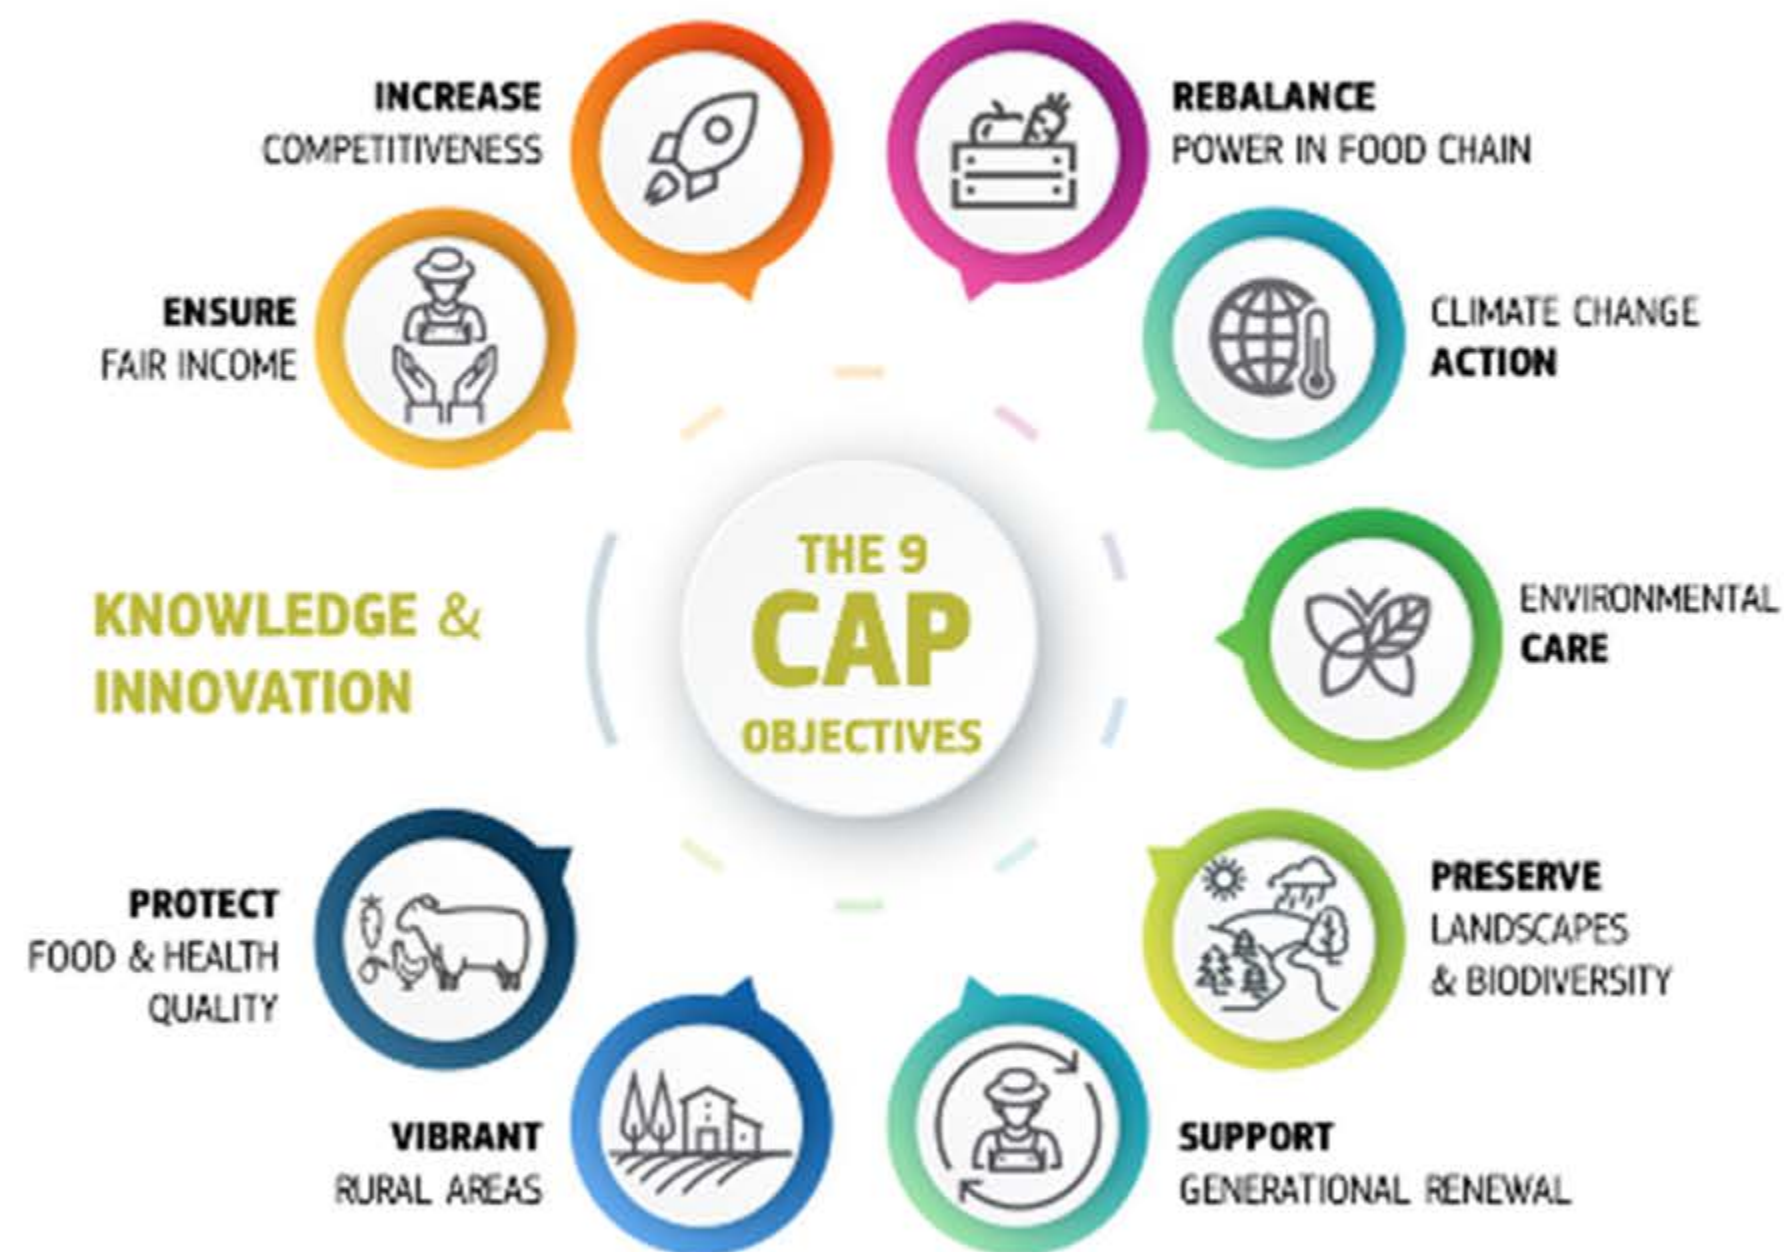 INCREASE
COMPETITIVENESS
REBALANCE
POWER IN FOOD CHAIN
ENSURE
FAIR INCOME
CLIMATE CHANGE
ACTION
THE 9
CAP
OBJECTIVES
KNOWLEDGE &
INNOVATION
ENVIRONMENTAL
CARE
PROTECT
FOOD & HEALTH
QUALITY
PRESERVE
LANDSCAPES
& BIODIVERSITY
VIBRANT
RURAL AREAS
SUPPORT
GENERATIONAL RENEWAL